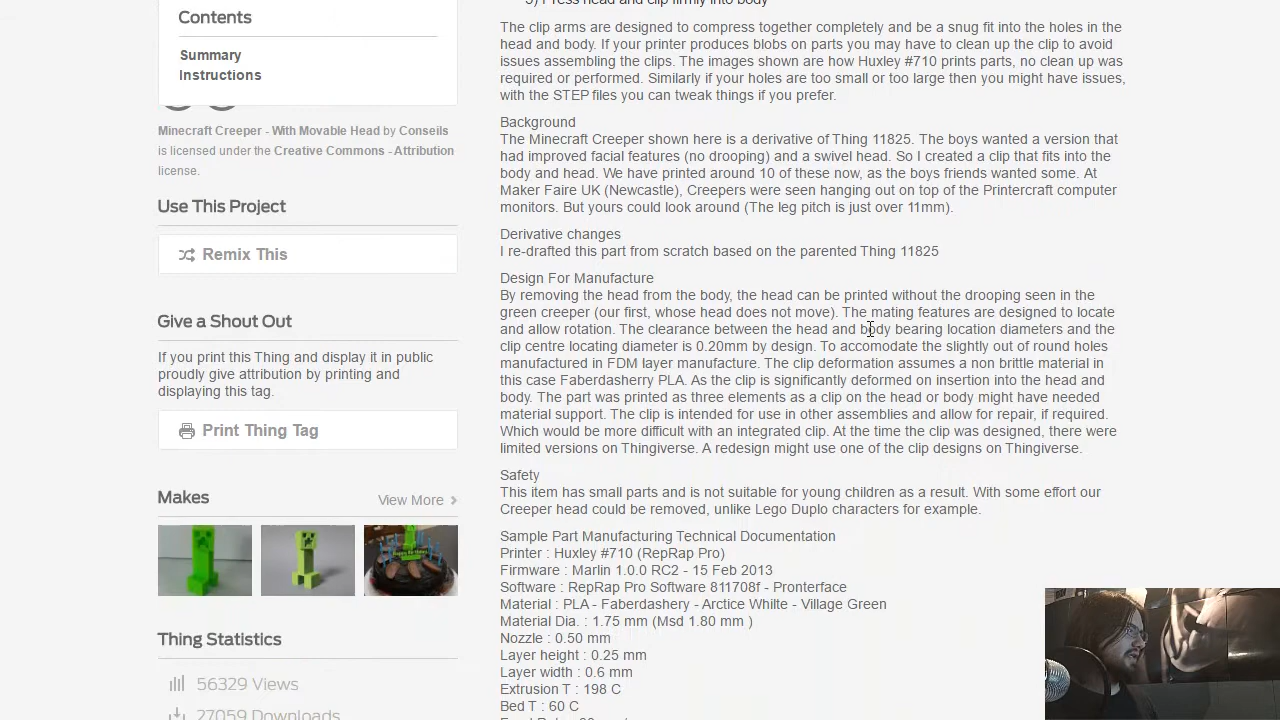 Contents
Summary
Instructions
Minecraft Creeper - With Movable Head by Conseils
is licensed under the Creative Commons - Attribution
license.
Use This Project
Remix This
Give a Shout Out
If you print this Thing and display it in public
proudly give attribution by printing and
displaying this tag.
Print Thing Tag
Makes
View More
Thing Statistics
56329 Views
27059 Downloads
5) Press head and clip firmly into body
The clip arms are designed to compress together completely and be a snug fit into the holes in the
head and body. If your printer produces blobs on parts you may have to clean up the clip to avoid
issues assembling the clips. The images shown are how Huxley #710 prints parts, no clean up was
required or performed. Similarly if your holes are too small or too large then you might have issues,
with the STEP files you can tweak things if you prefer.
Background
The Minecraft Creeper shown here is a derivative of Thing 11825. The boys wanted a version that
had improved facial features (no drooping) and a swivel head. So I created a clip that fits into the
body and head. We have printed around 10 of these now, as the boys friends wanted some. At
Maker Faire UK (Newcastle), Creepers were seen hanging out on top of the Printercraft computer
monitors. But yours could look around (The leg pitch is just over 11mm).
Derivative changes
I re-drafted this part from scratch based on the parented Thing 11825
Design For Manufacture
By removing the head from the body, the head can be printed without the drooping seen in the
green creeper (our first, whose head does not move). The mating features are designed to locate
and allow rotation. The clearance between the head and body bearing location diameters and the
clip centre locating diameter is 0.20mm by design. To accomodate the slightly out of round holes
manufactured in FDM layer manufacture. The clip deformation assumes a non brittle material in
this case Faberdasherry PLA. As the clip is significantly deformed on insertion into the head and
body. The part was printed as three elements as a clip on the head or body might have needed
material support. The clip is intended for use in other assemblies and allow for repair, if required.
Which would be more difficult with an integrated clip. At the time the clip was designed, there were
limited versions on Thingiverse. A redesign might use one of the clip designs on Thingiverse.
Safety
This item has small parts and is not suitable for young children as a result. With some effort our
Creeper head could be removed, unlike Lego Duplo characters for example.
Sample Part Manufacturing Technical Documentation
Printer : Huxley #710 (RepRap Pro)
Firmware : Marlin 1.0.0 RC2 - 15 Feb 2013
Software : RepRap Pro Software 811708f - Pronterface
Material : PLA - Faberdashery - Arctice Whilte - Village Green
Material Dia. : 1.75 mm (Msd 1.80 mm )
Nozzle : 0.50 mm
Layer height : 0.25 mm
Layer width : 0.6 mm
Extrusion T : 198 C
Bed T : 60 C